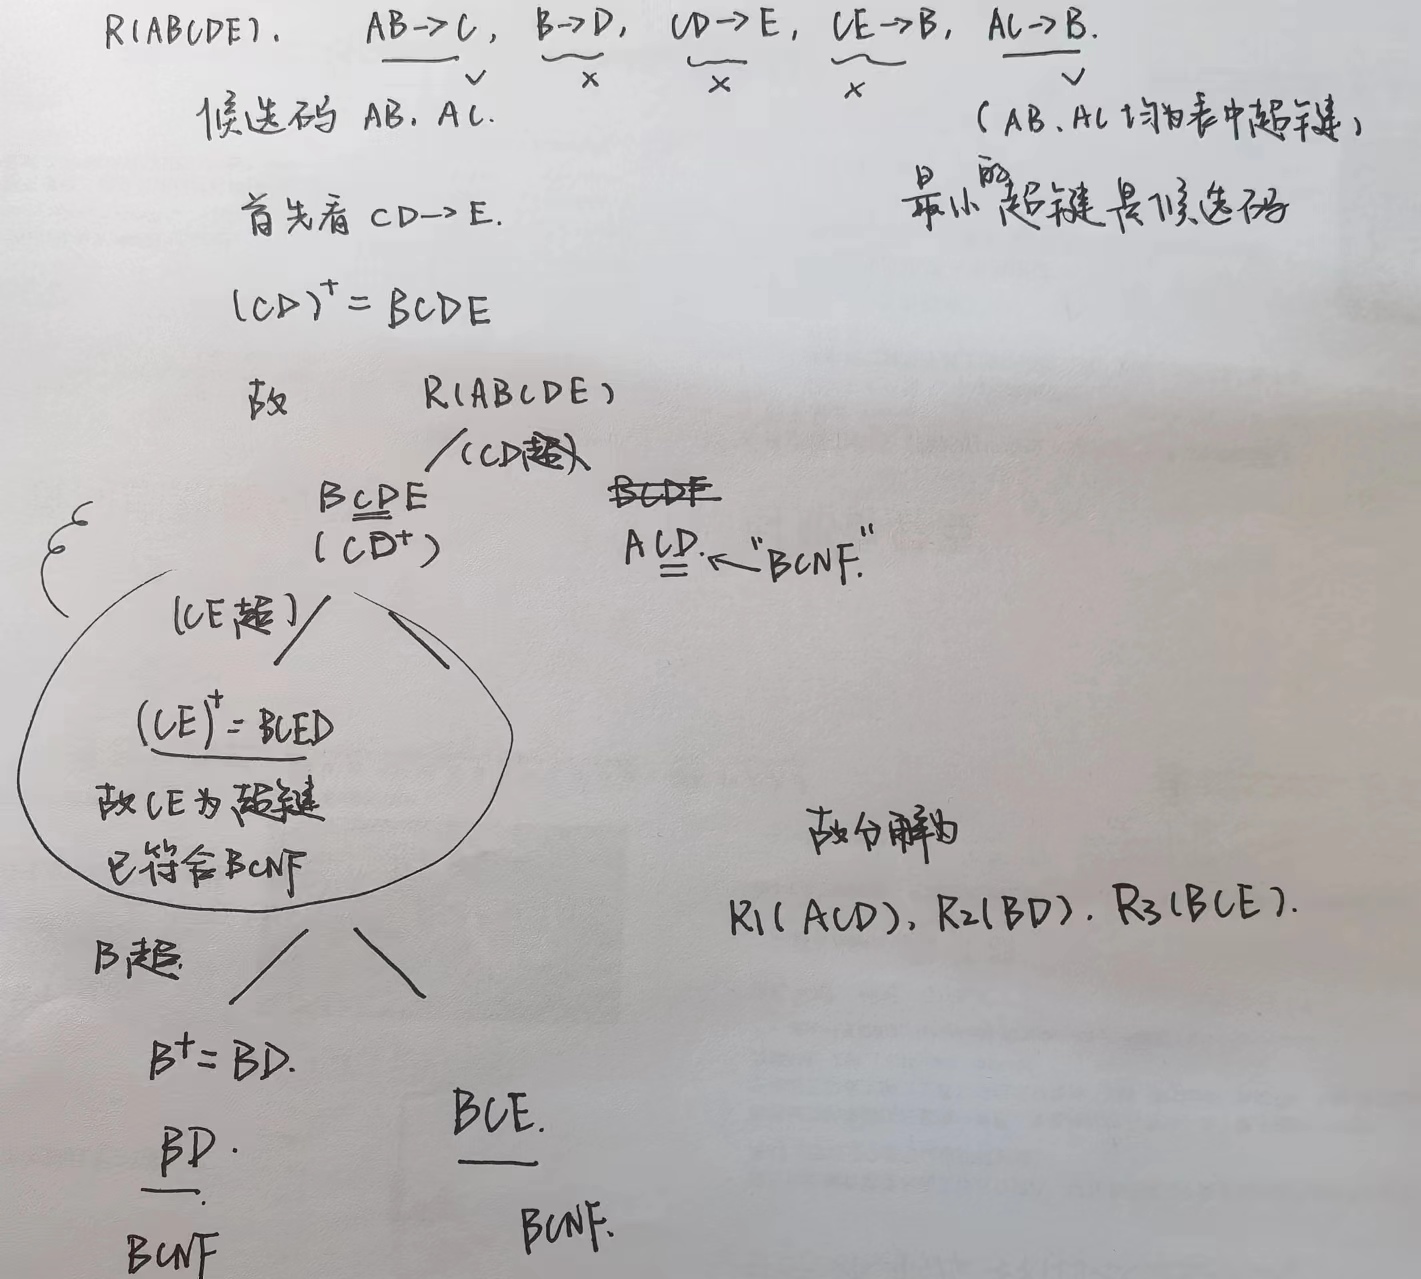 R(ABCDE). AB→C, B→D, CD→E, CE→B, AC→B.
✓ × × × ✓
候选码 AB. AC.
(AB、AC均为表中超键,
最小的超键是候选码
首先看 CD→E.
(CD)⁺ = BCDE
故 R(ABCDE)
(CD超)
BCDE
(CD⁺)
ACD. ← "BCNF."
(CE超)
(CE)⁺ = BCED
故CE为超键
已符合BCNF
故分解为
R1(ACD), R2(BD). R3(BCE).
B超.
B⁺ = BD.
BCE.
BD.
BCNF.
BCNF